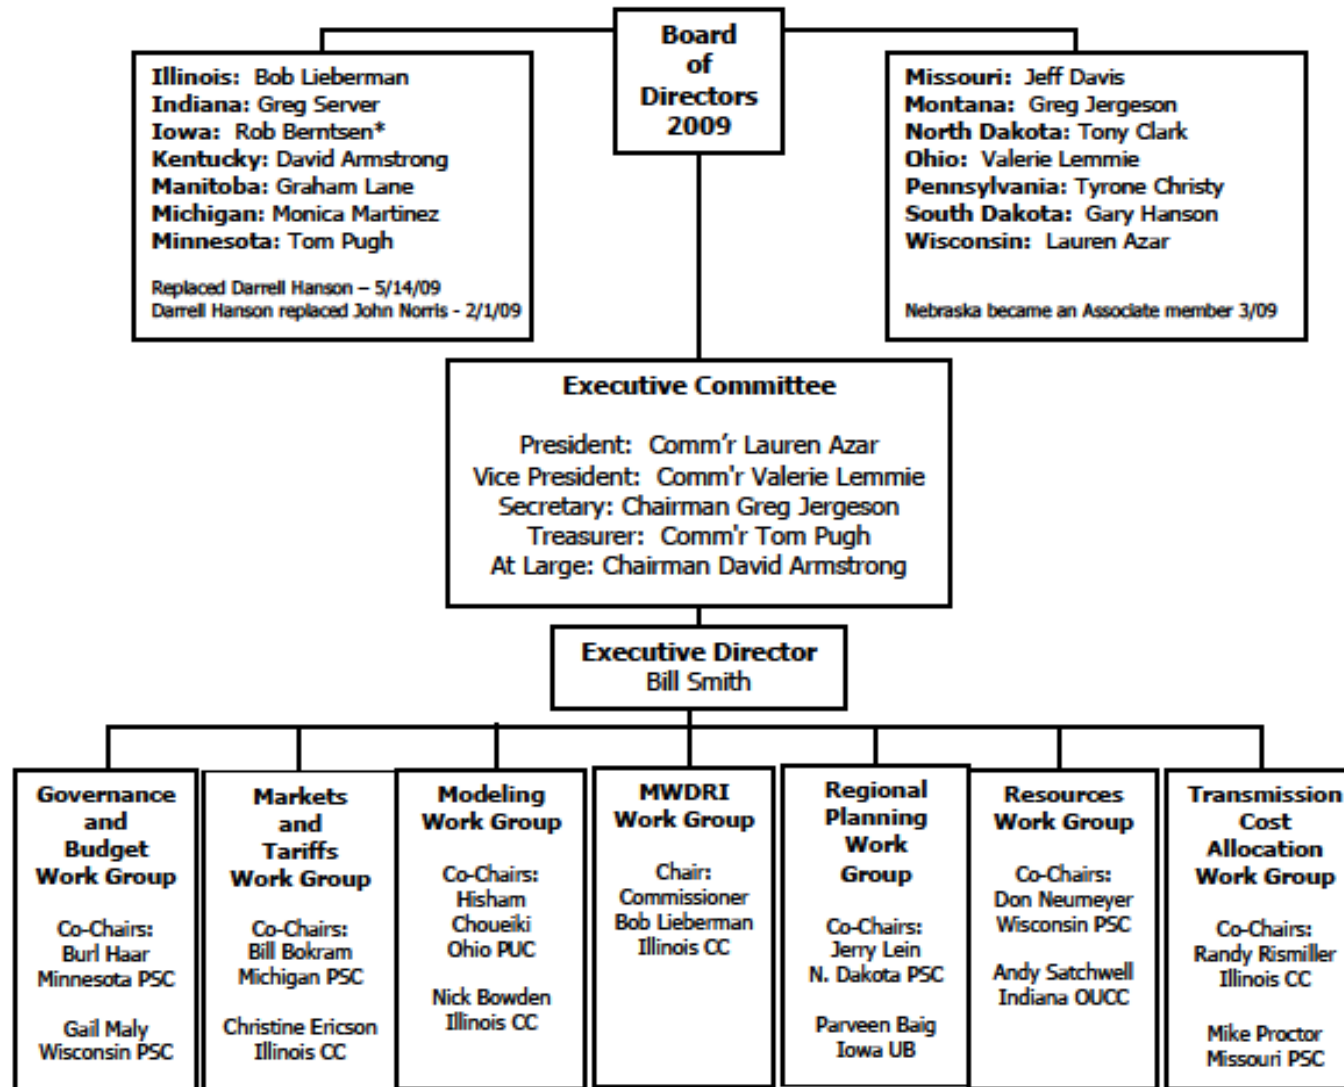 Board
of
Directors
2009
Illinois: Bob Lieberman
Indiana: Greg Server
Iowa: Rob Berntsen*
Kentucky: David Armstrong
Manitoba: Graham Lane
Michigan: Monica Martinez
Minnesota: Tom Pugh
Replaced Darrell Hanson – 5/14/09
Darrell Hanson replaced John Norris - 2/1/09
Missouri: Jeff Davis
Montana: Greg Jergeson
North Dakota: Tony Clark
Ohio: Valerie Lemmie
Pennsylvania: Tyrone Christy
South Dakota: Gary Hanson
Wisconsin: Lauren Azar
Nebraska became an Associate member 3/09
Executive Committee
President: Comm’r Lauren Azar
Vice President: Comm'r Valerie Lemmie
Secretary: Chairman Greg Jergeson
Treasurer: Comm'r Tom Pugh
At Large: Chairman David Armstrong
Executive Director
Bill Smith
Governance
and
Budget
Work Group
Co-Chairs:
Burl Haar
Minnesota PSC
Gail Maly
Wisconsin PSC
Markets
and
Tariffs
Work Group
Co-Chairs:
Bill Bokram
Michigan PSC
Christine Ericson
Illinois CC
Modeling
Work Group
Co-Chairs:
Hisham
Choueiki
Ohio PUC
Nick Bowden
Illinois CC
MWDRI
Work Group
Chair:
Commissioner
Bob Lieberman
Illinois CC
Regional
Planning
Work
Group
Co-Chairs:
Jerry Lein
N. Dakota PSC
Parveen Baig
Iowa UB
Resources
Work Group
Co-Chairs:
Don Neumeyer
Wisconsin PSC
Andy Satchwell
Indiana OUCC
Transmission
Cost
Allocation
Work Group
Co-Chairs:
Randy Rismiller
Illinois CC
Mike Proctor
Missouri PSC